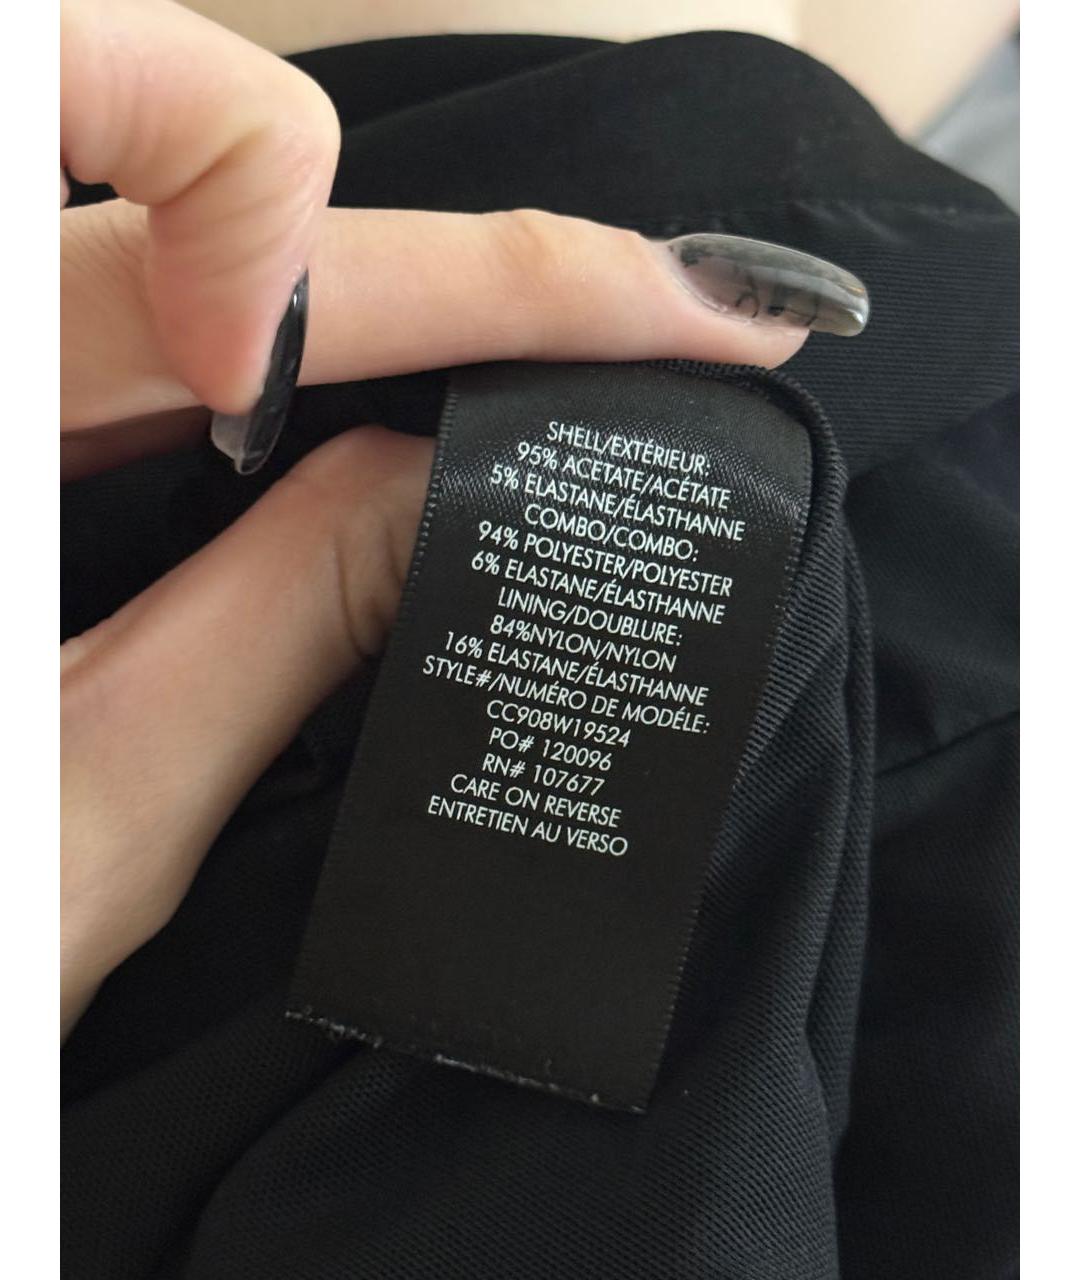 SHELL/EXTÉRIEUR:
95% ACETATE/ACÉTATE
5% ELASTANE/ÉLASTHANNE
COMBO/COMBO:
94% POLYESTER/POLYESTER
6% ELASTANE/ÉLASTHANNE
LINING/DOUBLURE:
84%NYLON/NYLON
16% ELASTANE/ÉLASTHANNE
STYLE#/NUMÉRO DE MODÉLE:
CC908W19524
PO# 120096
RN# 107677
CARE ON REVERSE
ENTRETIEN AU VERSO